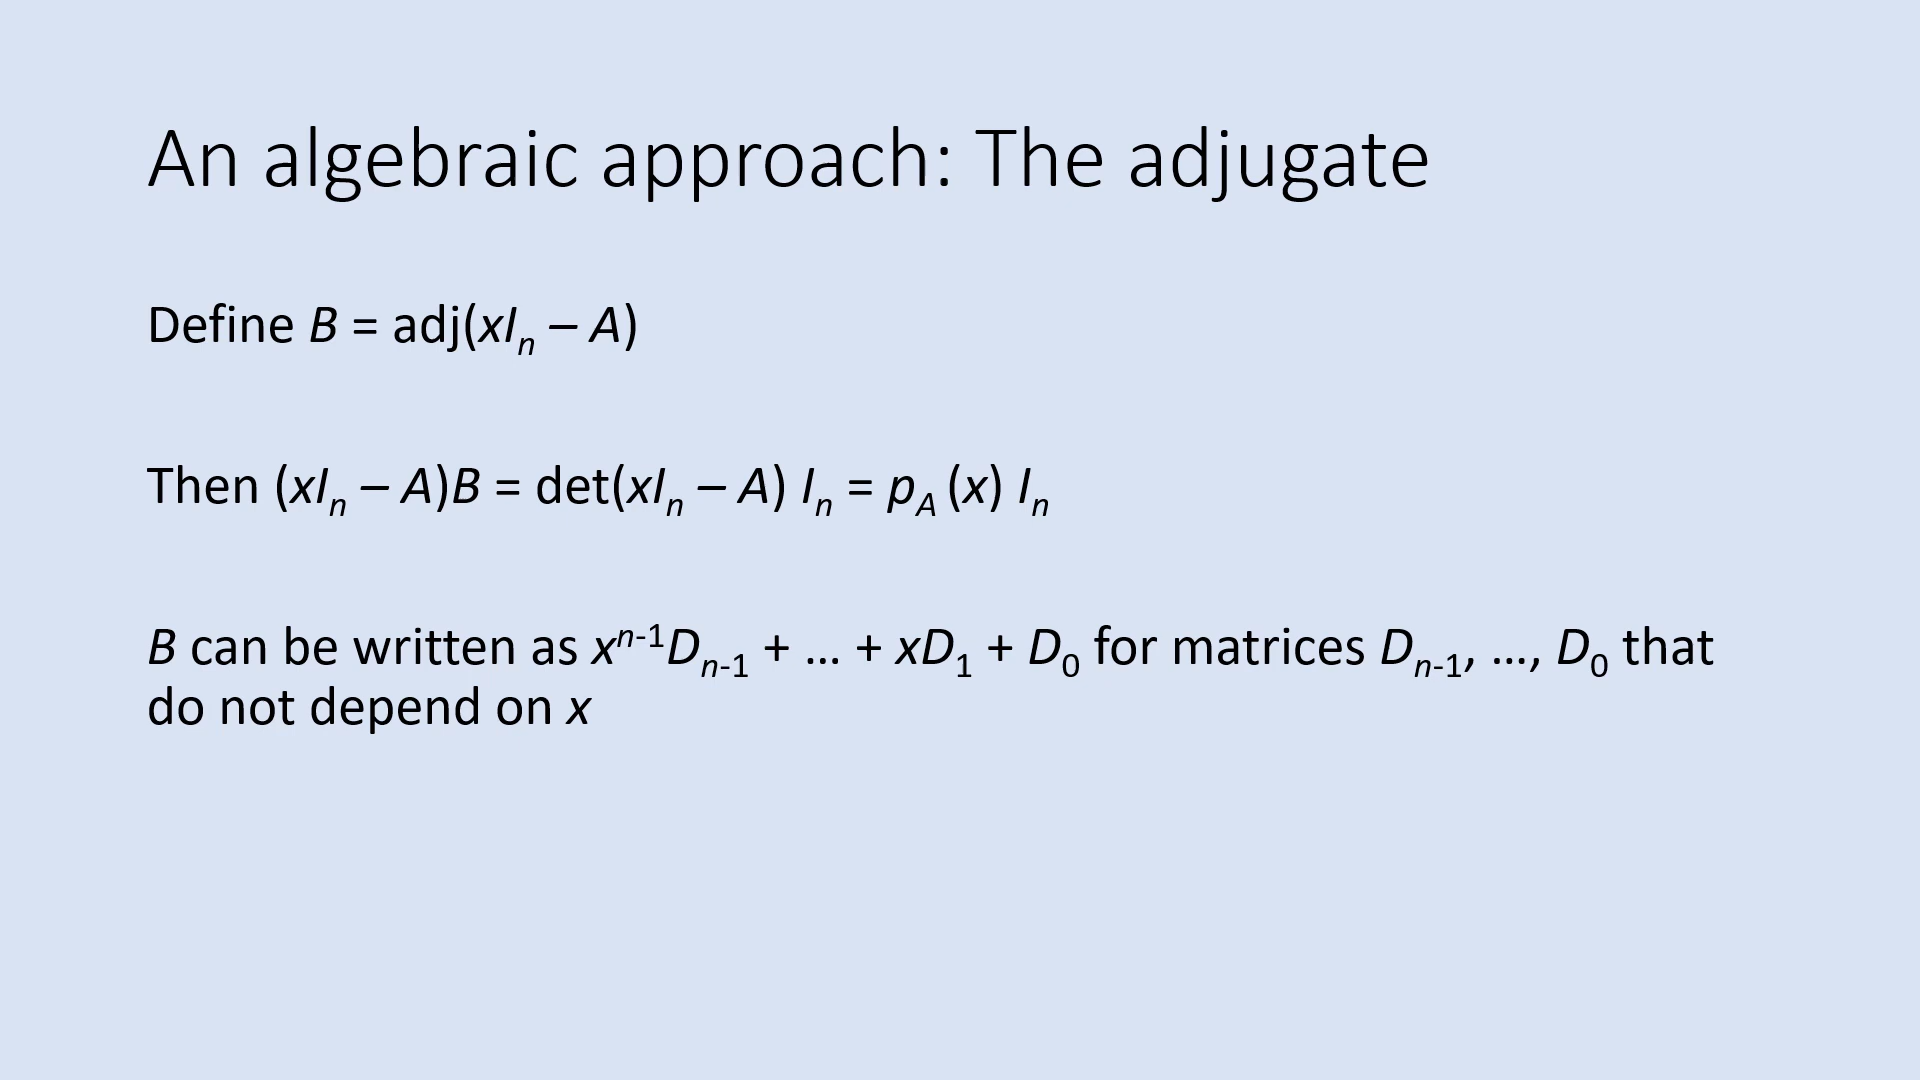 An algebraic approach: The adjugate
Define B = adj(xIₙ – A)
Then (xIₙ – A)B = det(xIₙ – A) Iₙ = p_A (x) Iₙ
B can be written as xⁿ⁻¹Dₙ₋₁ + … + xD₁ + D₀ for matrices Dₙ₋₁, …, D₀ that
do not depend on x